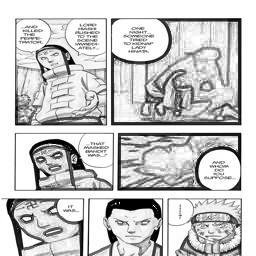 ONE
NIGHT...
SOMEONE
TRIED
TO KIDNAP
LADY
HINATA.
LORD
HIASHI
RUSHED
TO THE
SCENE
IMMEDI-
ATELY...
...AND
KILLED
THE
PERPE-
TRATOR.
...THAT
MASKED
BANDIT
WAS...?
AND
WHOM
DO
YOU
SUPPOSE...
IT
WAS...
...!